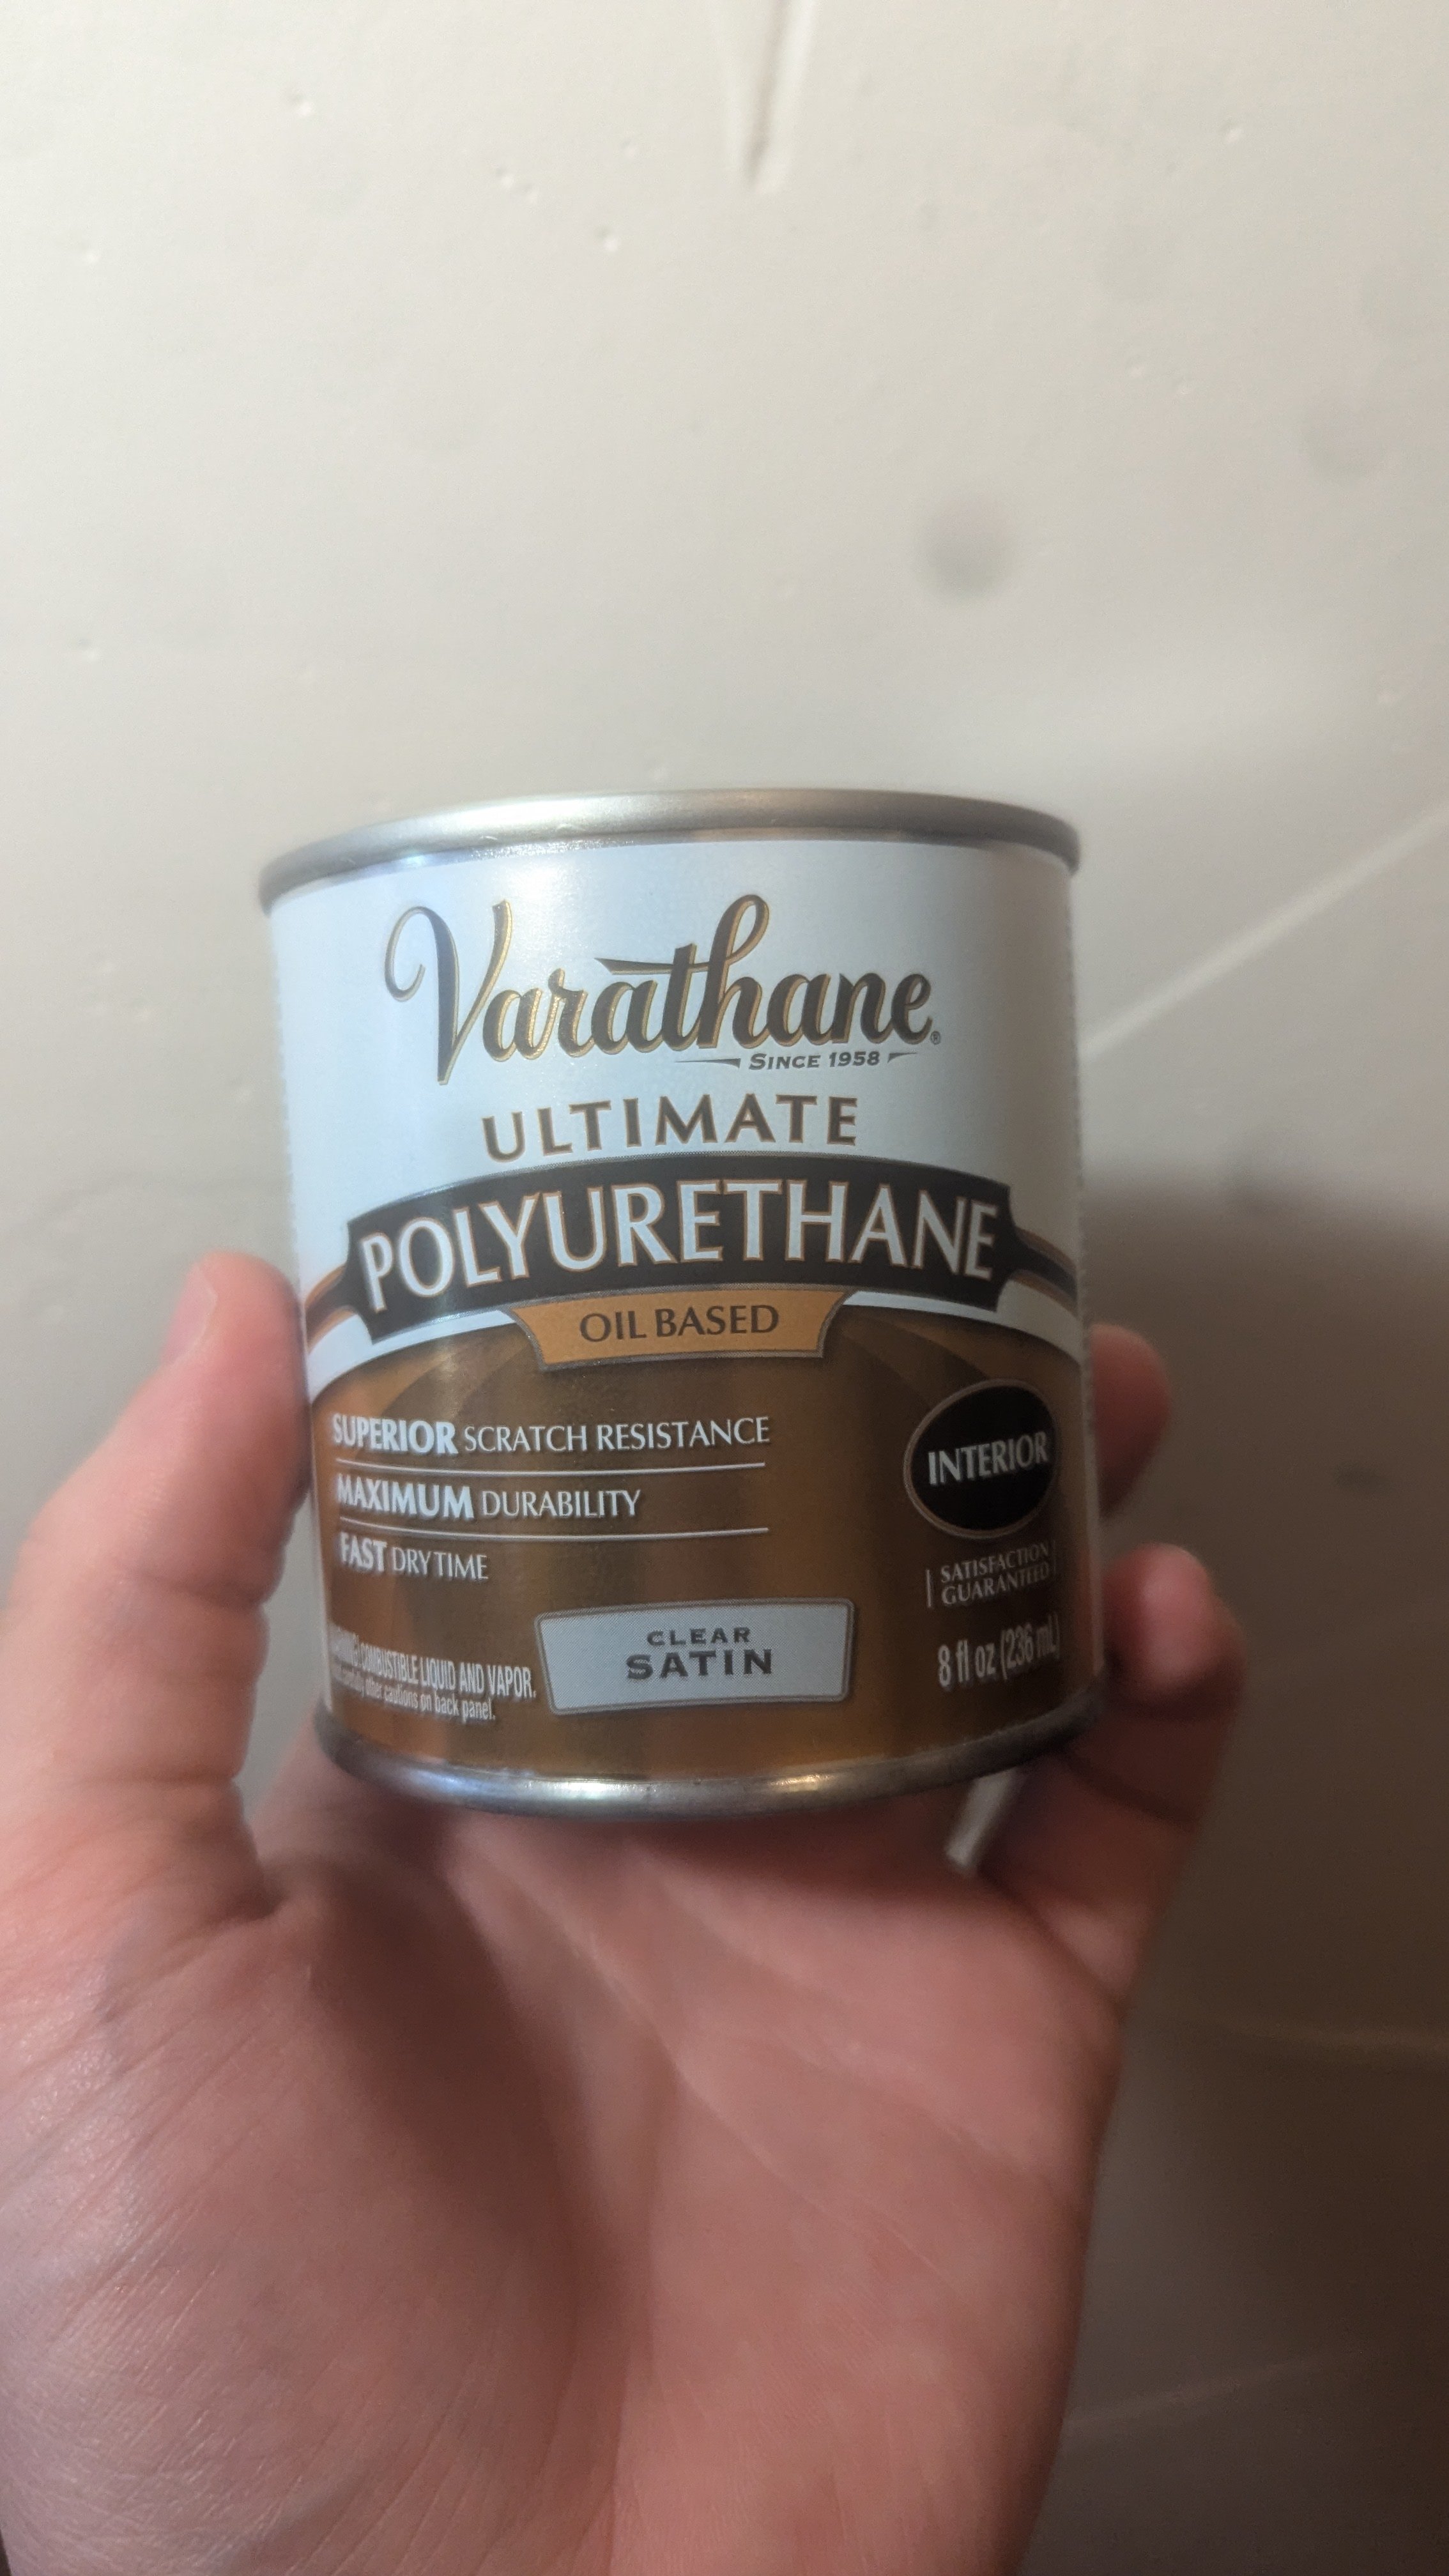 Varathane®
SINCE 1958
ULTIMATE
POLYURETHANE
OIL BASED
SUPERIOR SCRATCH RESISTANCE
MAXIMUM DURABILITY
FAST DRY TIME
INTERIOR
SATISFACTION
GUARANTEED
COMBUSTIBLE LIQUID AND VAPOR.
other cautions on back panel.
CLEAR
SATIN
8 fl oz (236 mL)